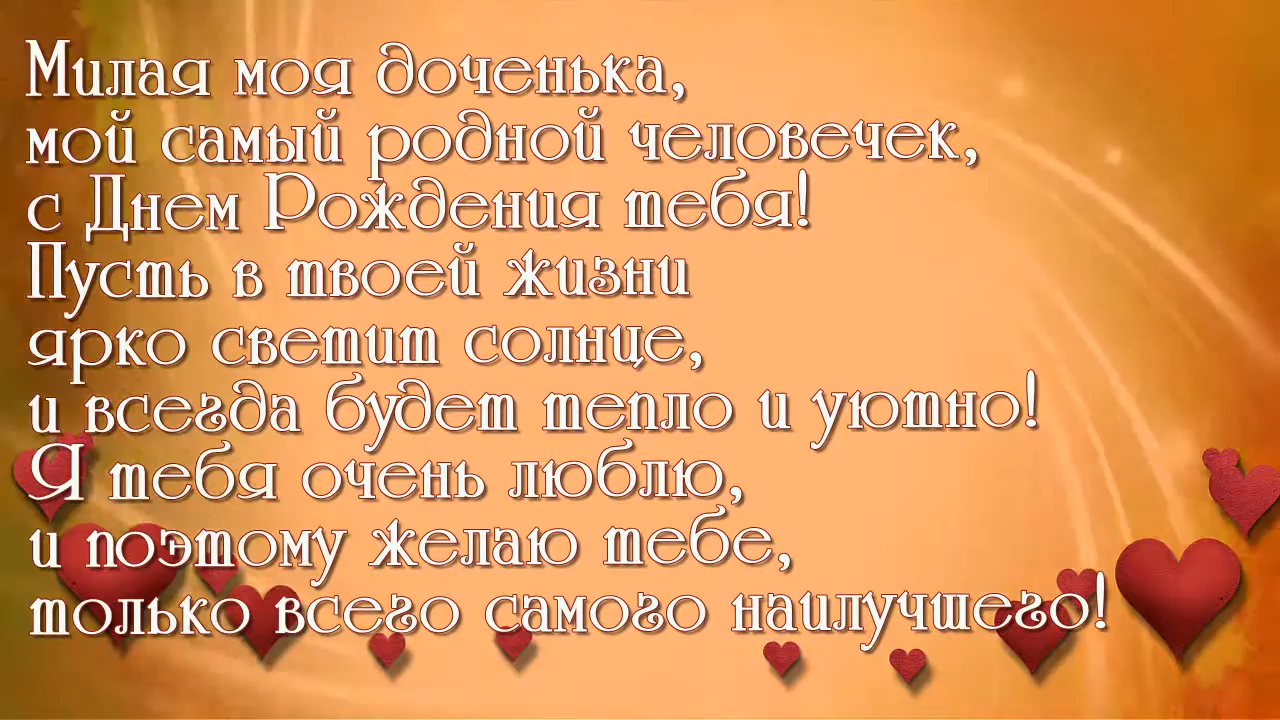 Милая моя доченька,
мой самый родной человечек,
с Днем Рождения тебя!
Пусть в твоей жизни
ярко светит солнце,
и всегда будет тепло и уютно!
Я тебя очень люблю,
и поэтому желаю тебе,
только всего самого наилучшего!